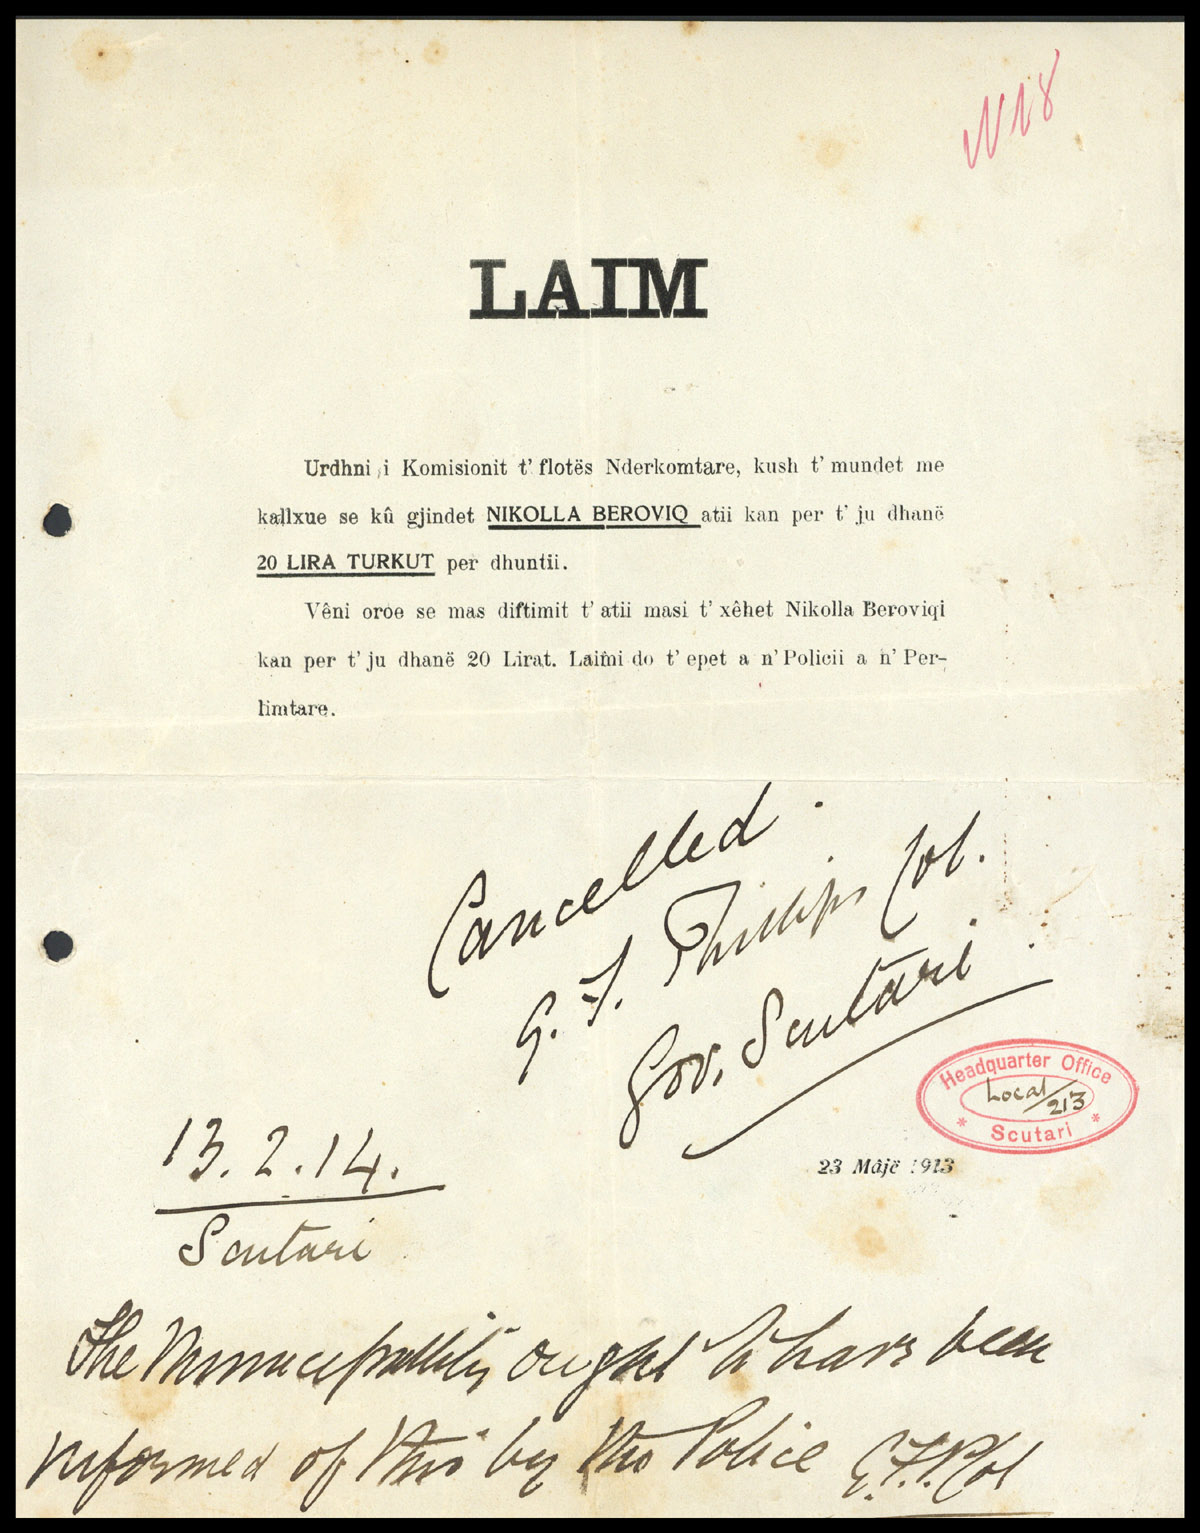 N 18
LAIM
Urdhni i Komisionit t' flotës Nderkomtare, kush t' mundet me
kallxue se kû gjindet NIKOLLA BEROVIQ atii kan per t' ju dhanë
20 LIRA TURKUT per dhuntii.
Vêni oroe se mas diftimit t' atii masi t' xêhet Nikolla Beroviqi
kan per t' ju dhanë 20 Lirat. Laimi do t' epet a n' Policii a n' Per-
limtare.
Cancelled.
G. F. Phillips Col.
Gov. Scutari
Headquarter Office
Local/213
* Scutari *
23 Mâjë 1913
13.2.14.
Scutari
The Municipallity ought to have been
informed of this by the Police G.F.P. Col